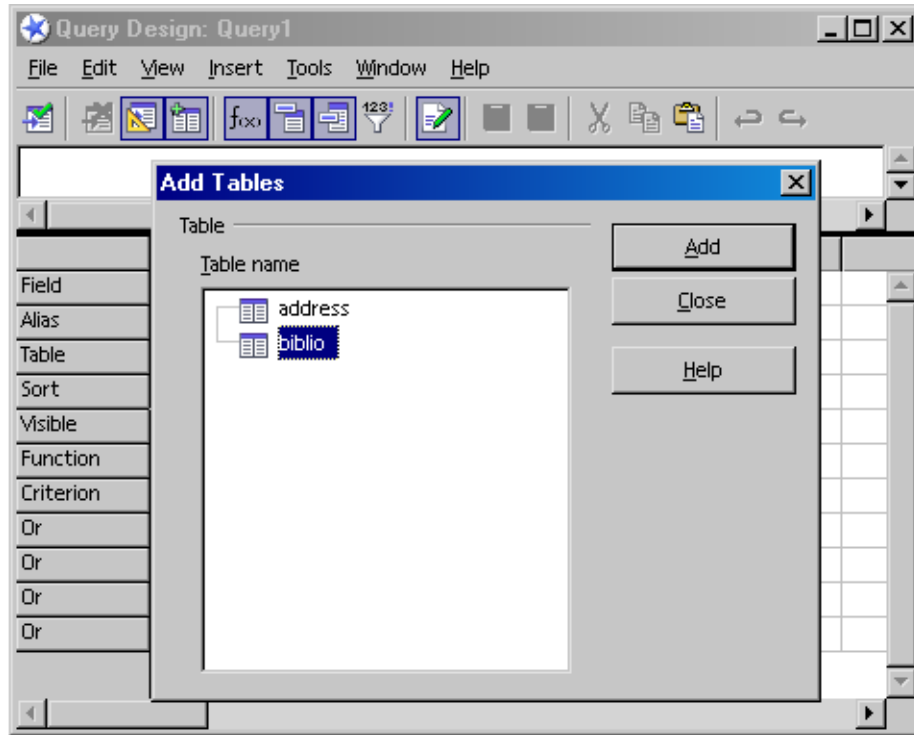 Query Design: Query1
File Edit View Insert Tools Window Help
f(x) 123!
Add Tables
Table
Table name
address
biblio
Add
Close
Help
Field
Alias
Table
Sort
Visible
Function
Criterion
Or
Or
Or
Or